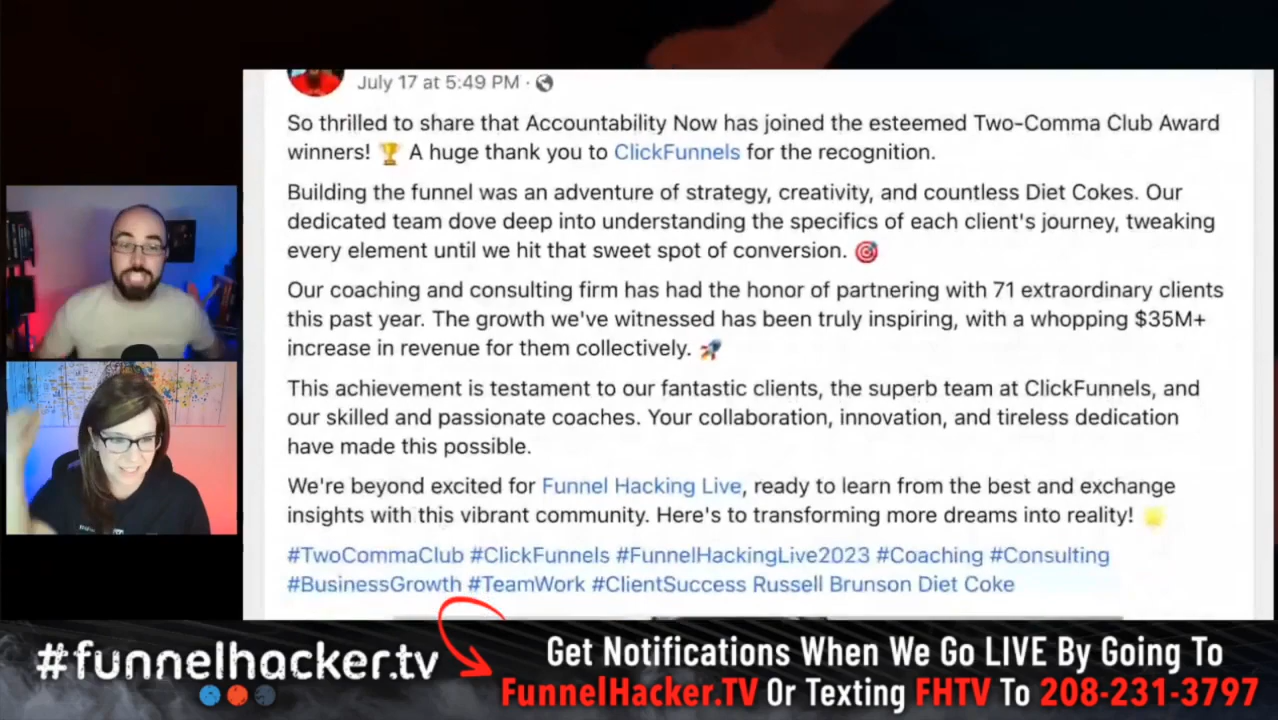 July 17 at 5:49 PM ·
So thrilled to share that Accountability Now has joined the esteemed Two-Comma Club Award
winners! 🏆 A huge thank you to ClickFunnels for the recognition.
Building the funnel was an adventure of strategy, creativity, and countless Diet Cokes. Our
dedicated team dove deep into understanding the specifics of each client's journey, tweaking
every element until we hit that sweet spot of conversion. 🎯
Our coaching and consulting firm has had the honor of partnering with 71 extraordinary clients
this past year. The growth we've witnessed has been truly inspiring, with a whopping $35M+
increase in revenue for them collectively. 🚀
This achievement is testament to our fantastic clients, the superb team at ClickFunnels, and
our skilled and passionate coaches. Your collaboration, innovation, and tireless dedication
have made this possible.
We're beyond excited for Funnel Hacking Live, ready to learn from the best and exchange
insights with this vibrant community. Here's to transforming more dreams into reality! 🌟
#TwoCommaClub #ClickFunnels #FunnelHackingLive2023 #Coaching #Consulting
#BusinessGrowth #TeamWork #ClientSuccess Russell Brunson Diet Coke
#funnelhacker.tv
Get Notifications When We Go LIVE By Going To
FunnelHacker.TV Or Texting FHTV To 208-231-3797